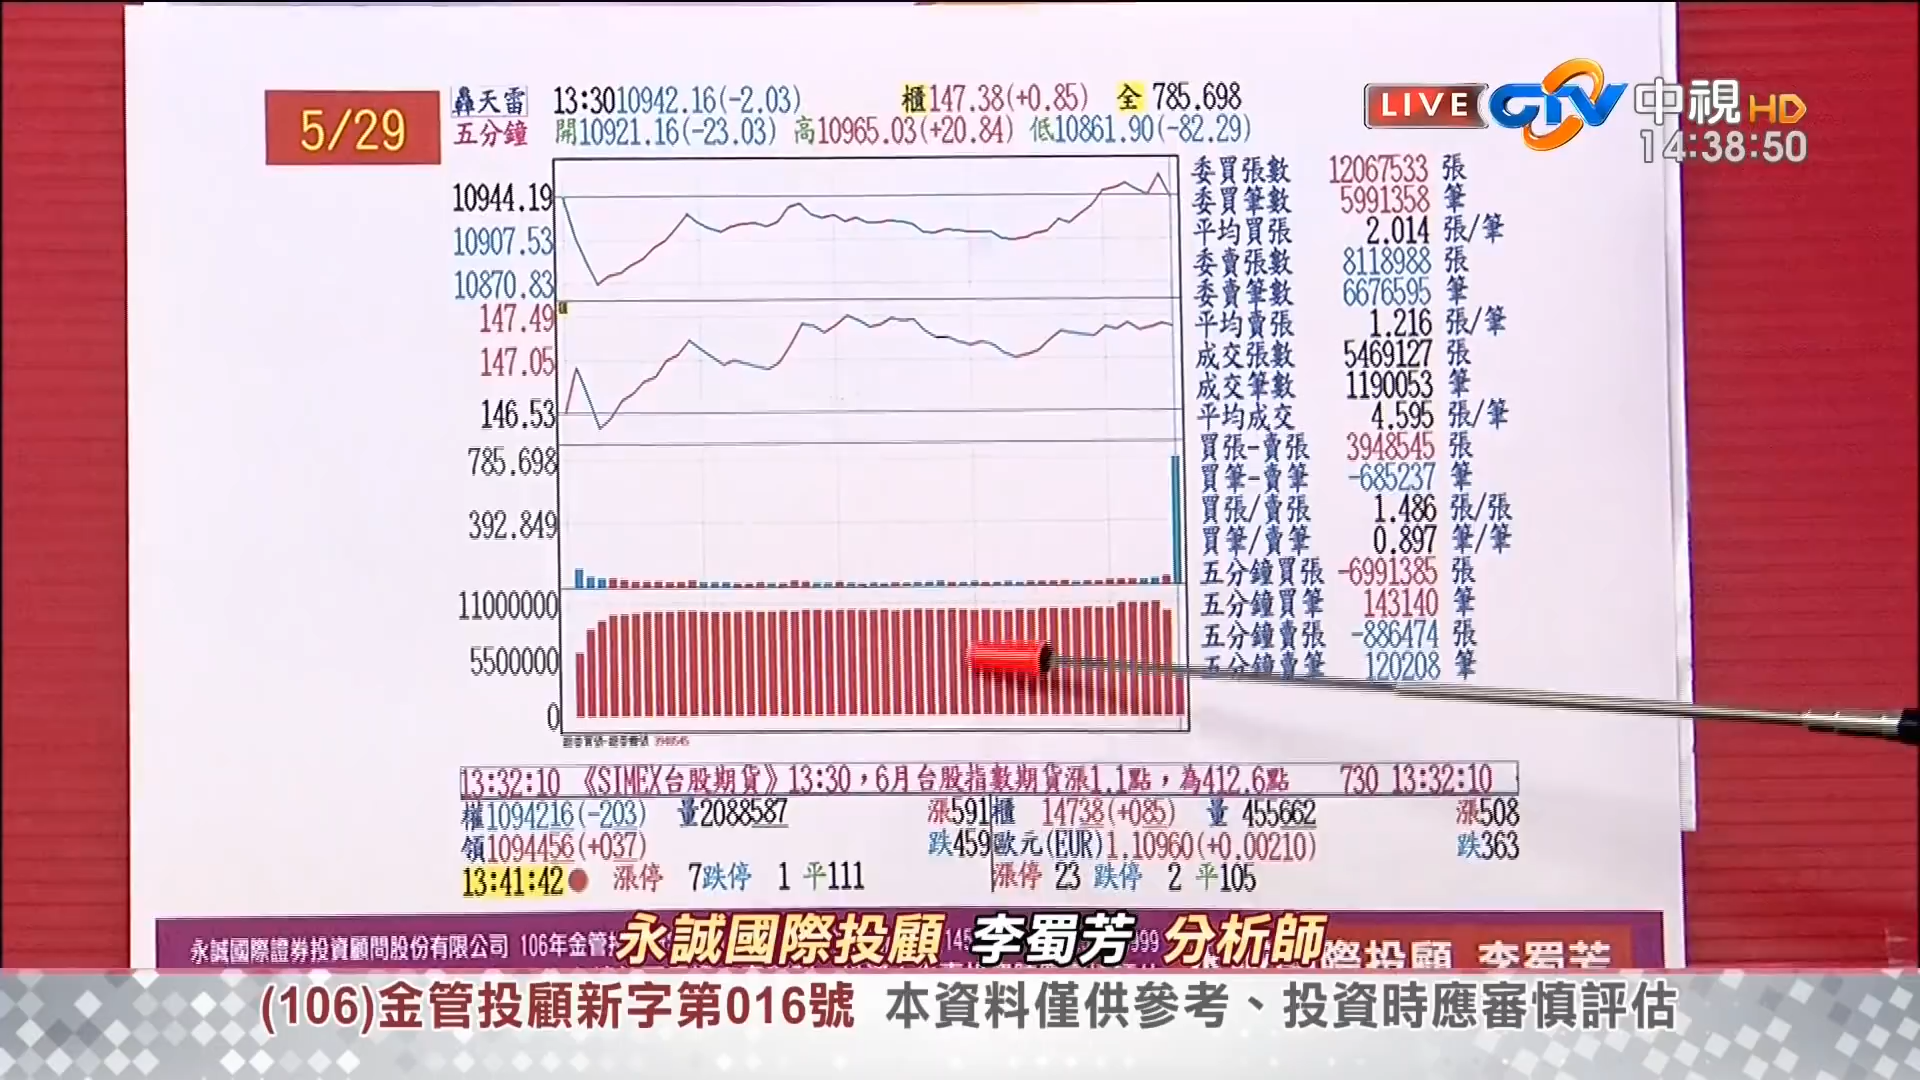 5/29
轟天雷 13:30 10942.16(-2.03) 櫃147.38(+0.85) 全 785.698
五分鐘 開10921.16(-23.03) 高10965.03(+20.84) 低10861.90(-82.29)
LIVE CTV 中視HD
14:38:50
10944.19
10907.53
10870.83
147.49
147.05
146.53
785.698
392.849
11000000
5500000
0
委買張數 12067533 張
委買筆數 5991358 筆
平均買張 2.014 張/筆
委賣張數 8118988 張
委賣筆數 6676595 筆
平均賣張 1.216 張/筆
成交張數 5469127 張
成交筆數 1190053 筆
平均成交 4.595 張/筆
買張-賣張 3948545 張
買筆-賣筆 -685237 筆
買張/賣張 1.486 張/張
買筆/賣筆 0.897 筆/筆
五分鐘買張 -6991385 張
五分鐘買筆 143140 筆
五分鐘賣張 -886474 張
五分鐘賣筆 120208 筆
3948545
13:32:10 《SIMEX台股期貨》13:30，6月台股指數期貨漲1.1點，為412.6點 730 13:32:10
權1094216(-203) 量2088587 漲591 櫃 14738(+085) 量 455662 漲508
領1094456(+037) 跌459 歐元(EUR)1.10960(+0.00210) 跌363
13:41:42 漲停 7 跌停 1 平111 漲停 23 跌停 2 平105
永誠國際證券投資顧問股份有限公司 106年金管
永誠國際投顧 李蜀芳 分析師
際投顧 李蜀芳
(106)金管投顧新字第016號 本資料僅供參考、投資時應審慎評估